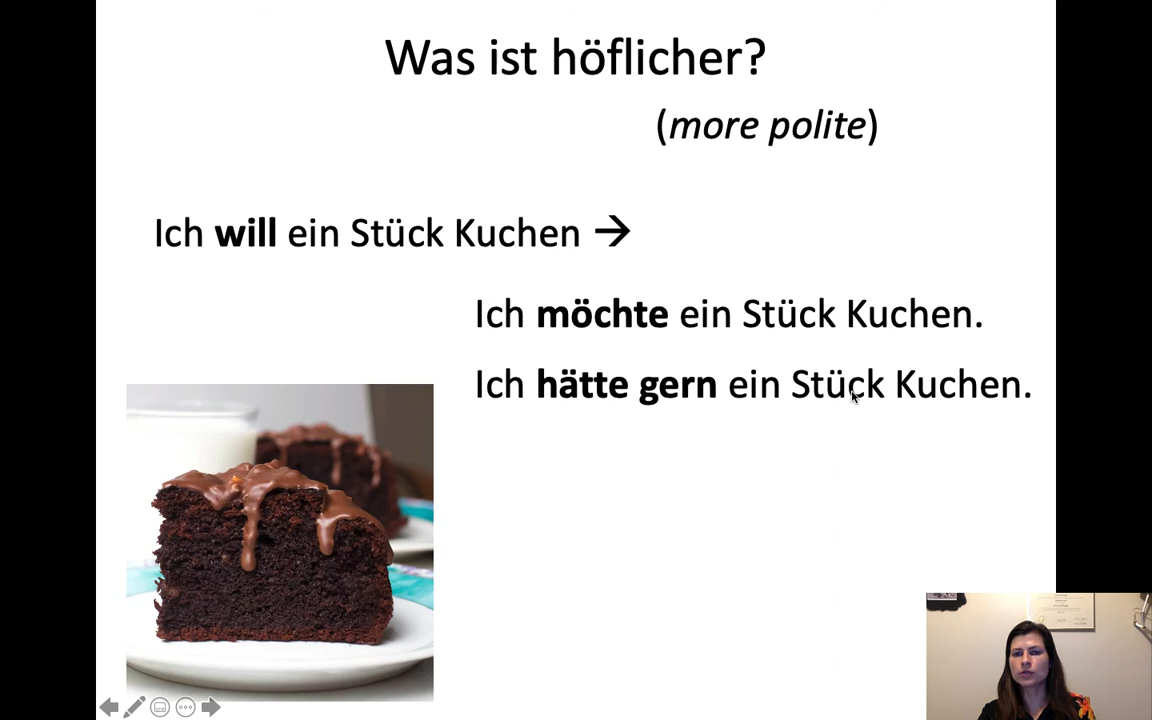 Was ist höflicher?
(more polite)
Ich will ein Stück Kuchen →
Ich möchte ein Stück Kuchen.
Ich hätte gern ein Stück Kuchen.